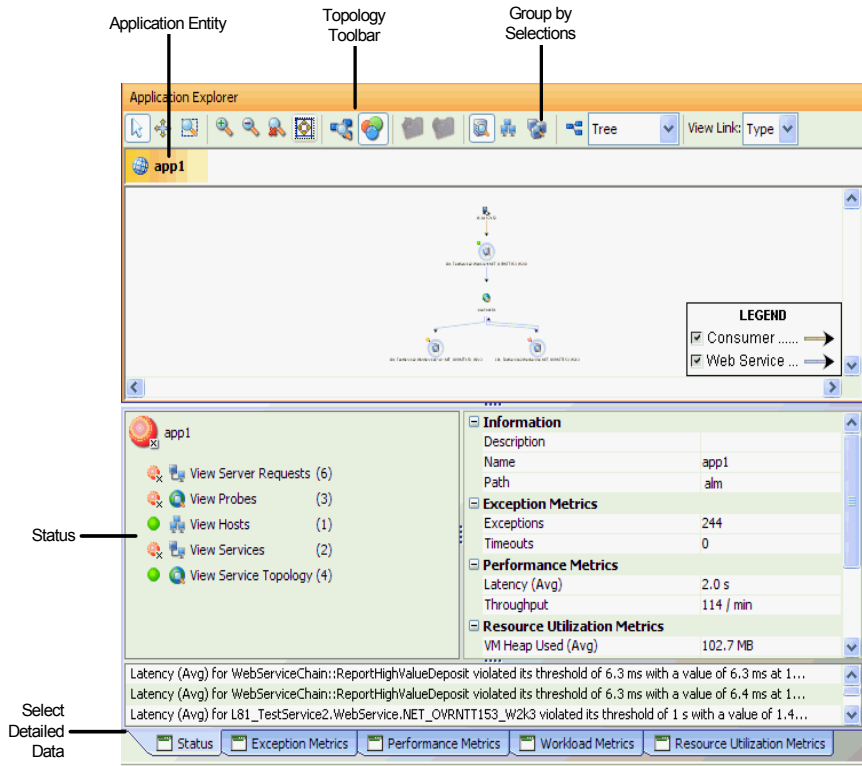 Application Entity
Topology
Toolbar
Group by
Selections
Application Explorer
Tree
View Link: Type
app1
LEGEND
Consumer ......
Web Service ...
app1
View Server Requests (6)
View Probes (3)
View Hosts (1)
View Services (2)
View Service Topology (4)
Status
Information
Description
Name app1
Path alm
Exception Metrics
Exceptions 244
Timeouts 0
Performance Metrics
Latency (Avg) 2.0 s
Throughput 114 / min
Resource Utilization Metrics
VM Heap Used (Avg) 102.7 MB
Latency (Avg) for WebServiceChain::ReportHighValueDeposit violated its threshold of 6.3 ms with a value of 6.3 ms at 1...
Latency (Avg) for WebServiceChain::ReportHighValueDeposit violated its threshold of 6.3 ms with a value of 6.4 ms at 1...
Latency (Avg) for L81_TestService2.WebService.NET_OVRNTT153_W2k3 violated its threshold of 1 s with a value of 1.4...
Select
Detailed
Data
Status
Exception Metrics
Performance Metrics
Workload Metrics
Resource Utilization Metrics